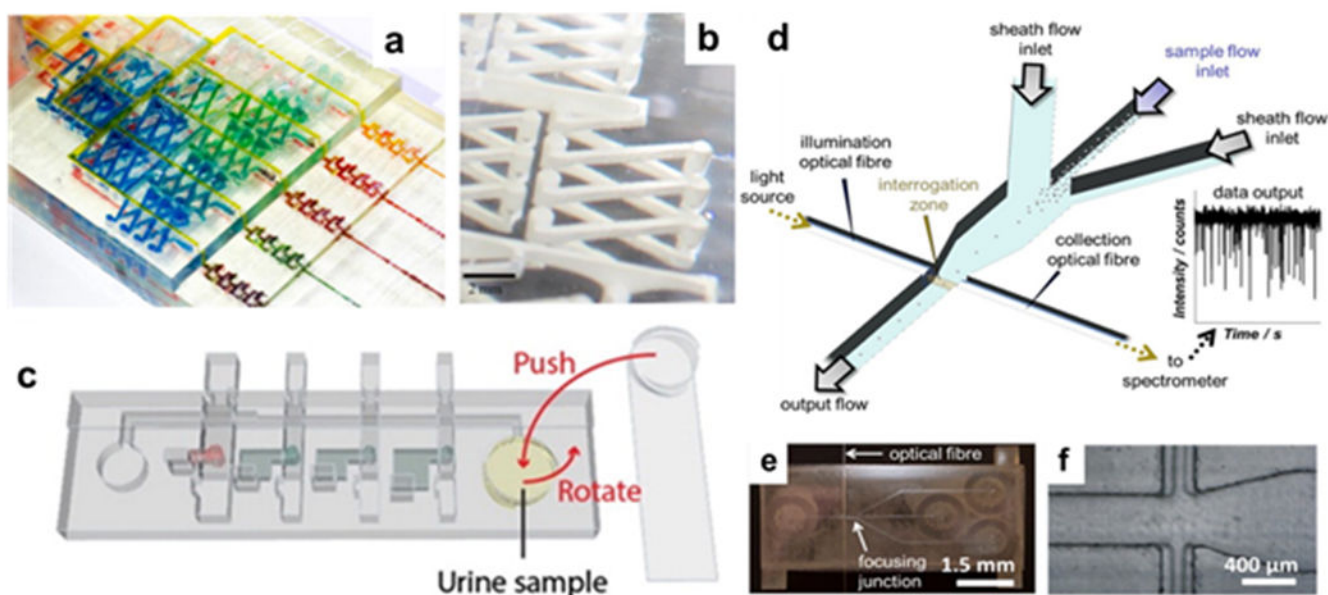 a
b
2 mm
c
Push
Rotate
Urine sample
d
sheath flow
inlet
sample flow
inlet
sheath flow
inlet
illumination
optical fibre
light
source
interrogation
zone
collection
optical fibre
data output
Intensity / counts
Time / s
to
spectrometer
output flow
e
optical fibre
focusing
junction
1.5 mm
f
400 µm